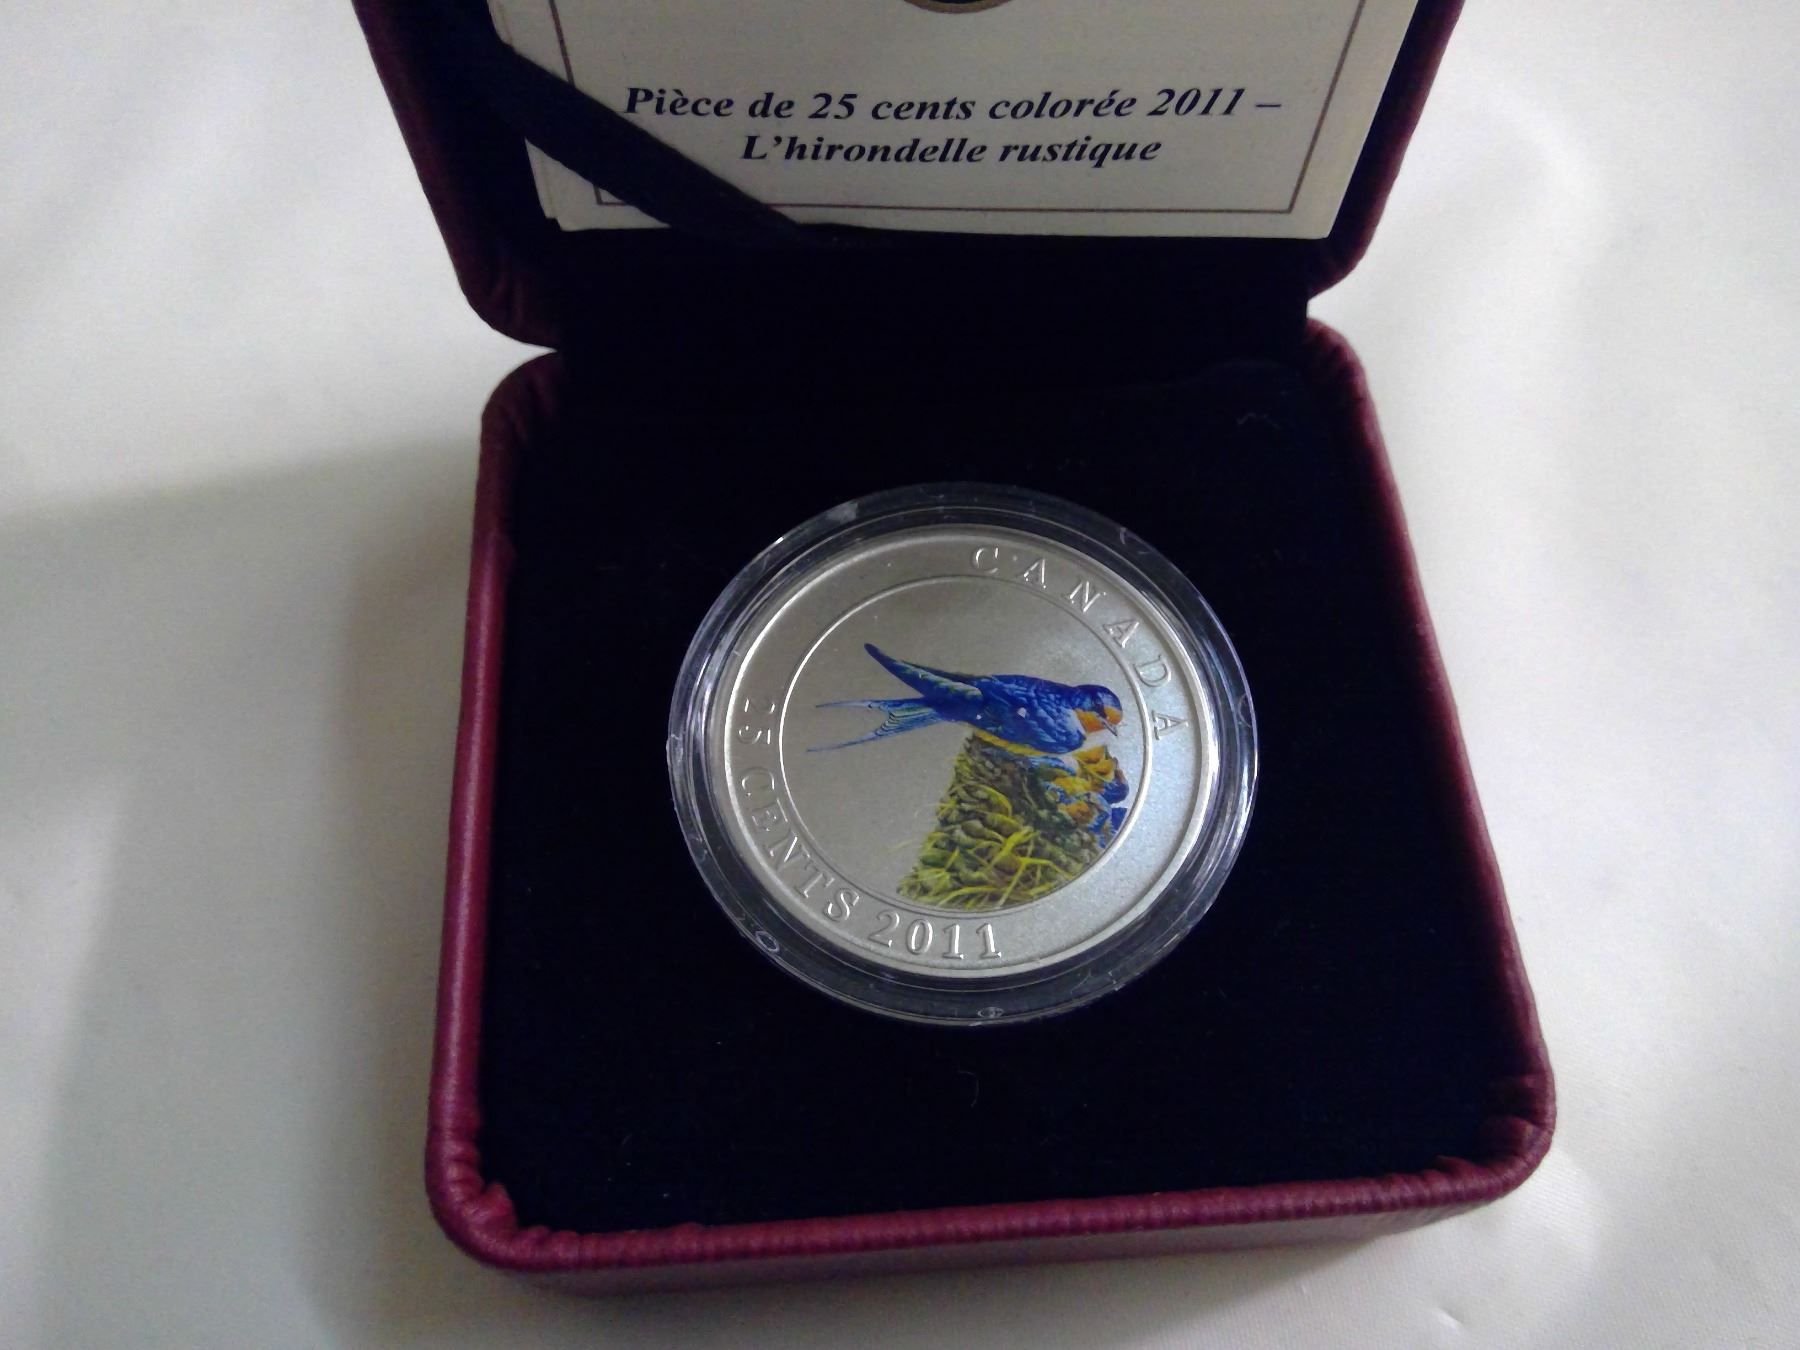 Pièce de 25 cents colorée 2011 –
L'hirondelle rustique
CANADA
25 CENTS 2011